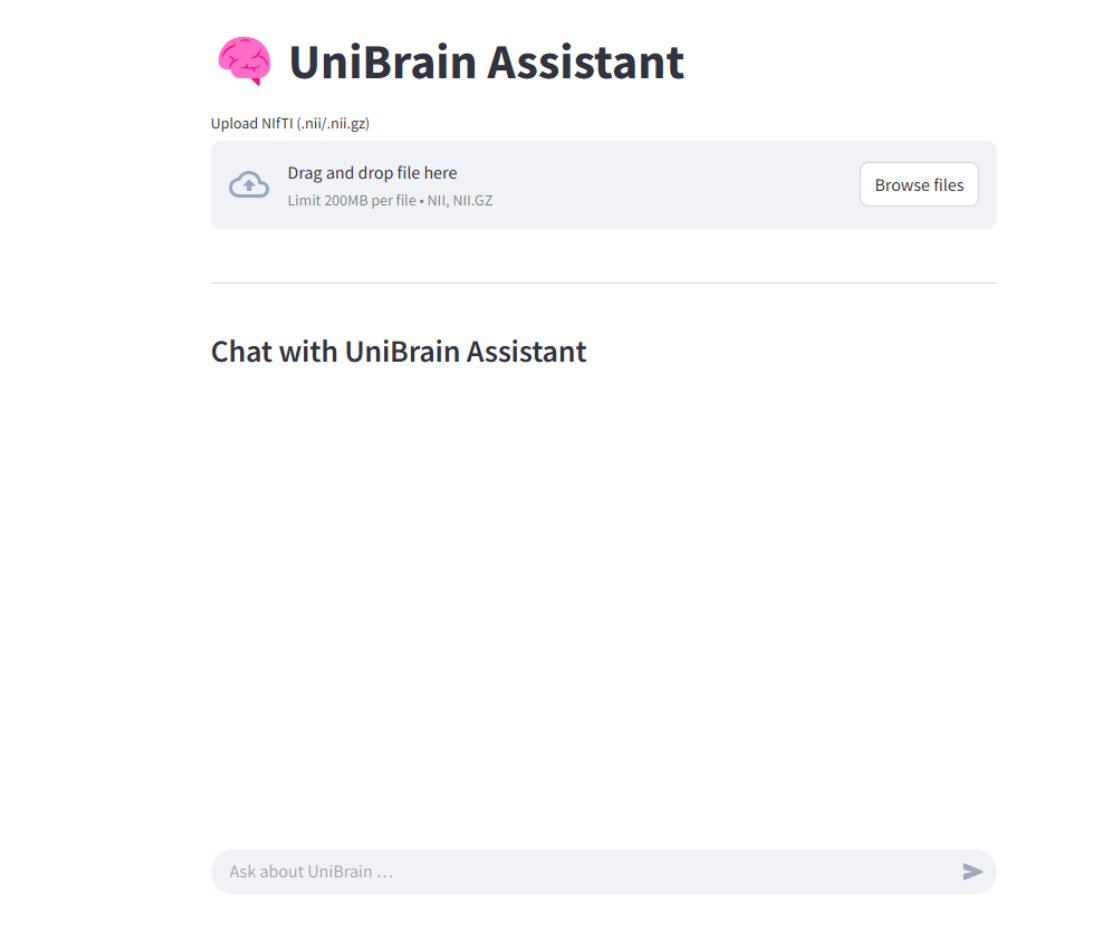 UniBrain Assistant
Upload NIfTI (.nii/.nii.gz)
Drag and drop file here
Limit 200MB per file • NII, NII.GZ
Browse files
Chat with UniBrain Assistant
Ask about UniBrain …